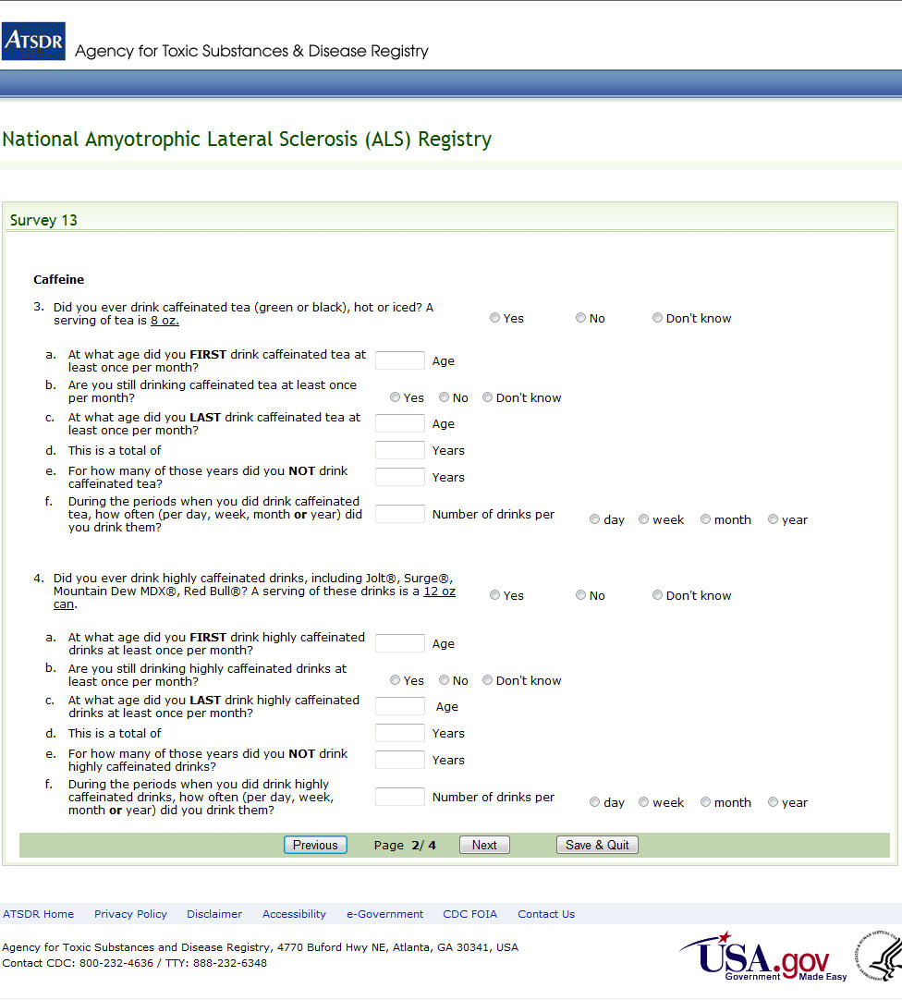 ATSDR Agency for Toxic Substances & Disease Registry
National Amyotrophic Lateral Sclerosis (ALS) Registry
Survey 13
Caffeine
3. Did you ever drink caffeinated tea (green or black), hot or iced? A
serving of tea is 8 oz.
Yes No Don't know
a. At what age did you FIRST drink caffeinated tea at
least once per month?
Age
b. Are you still drinking caffeinated tea at least once
per month?
Yes No Don't know
c. At what age did you LAST drink caffeinated tea at
least once per month?
Age
d. This is a total of Years
e. For how many of those years did you NOT drink
caffeinated tea?
Years
f. During the periods when you did drink caffeinated
tea, how often (per day, week, month or year) did
you drink them?
Number of drinks per day week month year
4. Did you ever drink highly caffeinated drinks, including Jolt®, Surge®,
Mountain Dew MDX®, Red Bull®? A serving of these drinks is a 12 oz
can.
Yes No Don't know
a. At what age did you FIRST drink highly caffeinated
drinks at least once per month?
Age
b. Are you still drinking highly caffeinated drinks at
least once per month?
Yes No Don't know
c. At what age did you LAST drink highly caffeinated
drinks at least once per month?
Age
d. This is a total of Years
e. For how many of those years did you NOT drink
highly caffeinated drinks?
Years
f. During the periods when you did drink highly
caffeinated drinks, how often (per day, week,
month or year) did you drink them?
Number of drinks per day week month year
Previous Page 2/ 4 Next Save & Quit
ATSDR Home Privacy Policy Disclaimer Accessibility e-Government CDC FOIA Contact Us
Agency for Toxic Substances and Disease Registry, 4770 Buford Hwy NE, Atlanta, GA 30341, USA
Contact CDC: 800-232-4636 / TTY: 888-232-6348
USA.gov
Government Made Easy